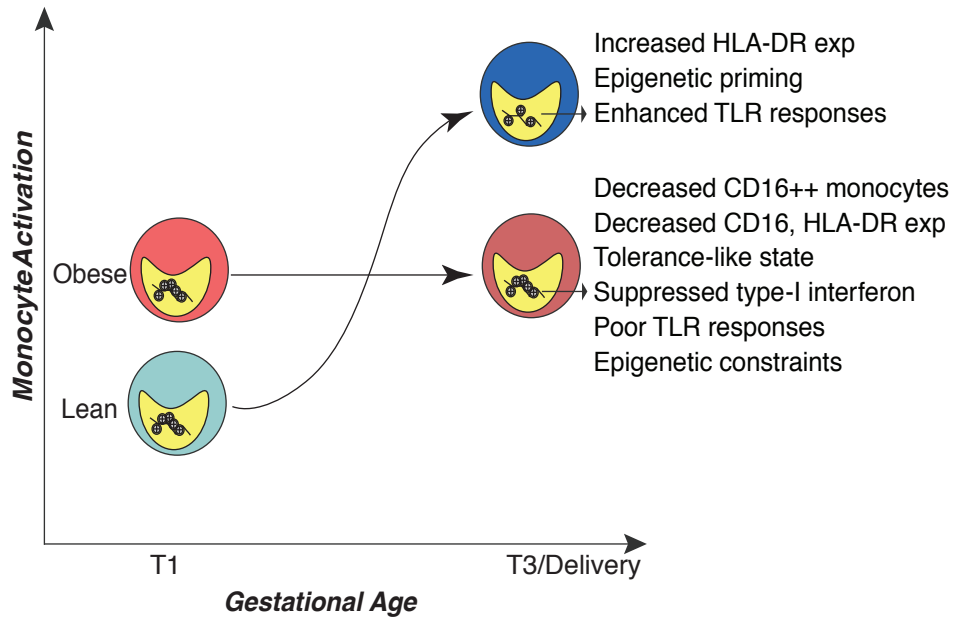 Increased HLA-DR exp
Epigenetic priming
Enhanced TLR responses
Decreased CD16++ monocytes
Decreased CD16, HLA-DR exp
Tolerance-like state
Suppressed type-I interferon
Poor TLR responses
Epigenetic constraints
Monocyte Activation
Obese
Lean
T1
T3/Delivery
Gestational Age